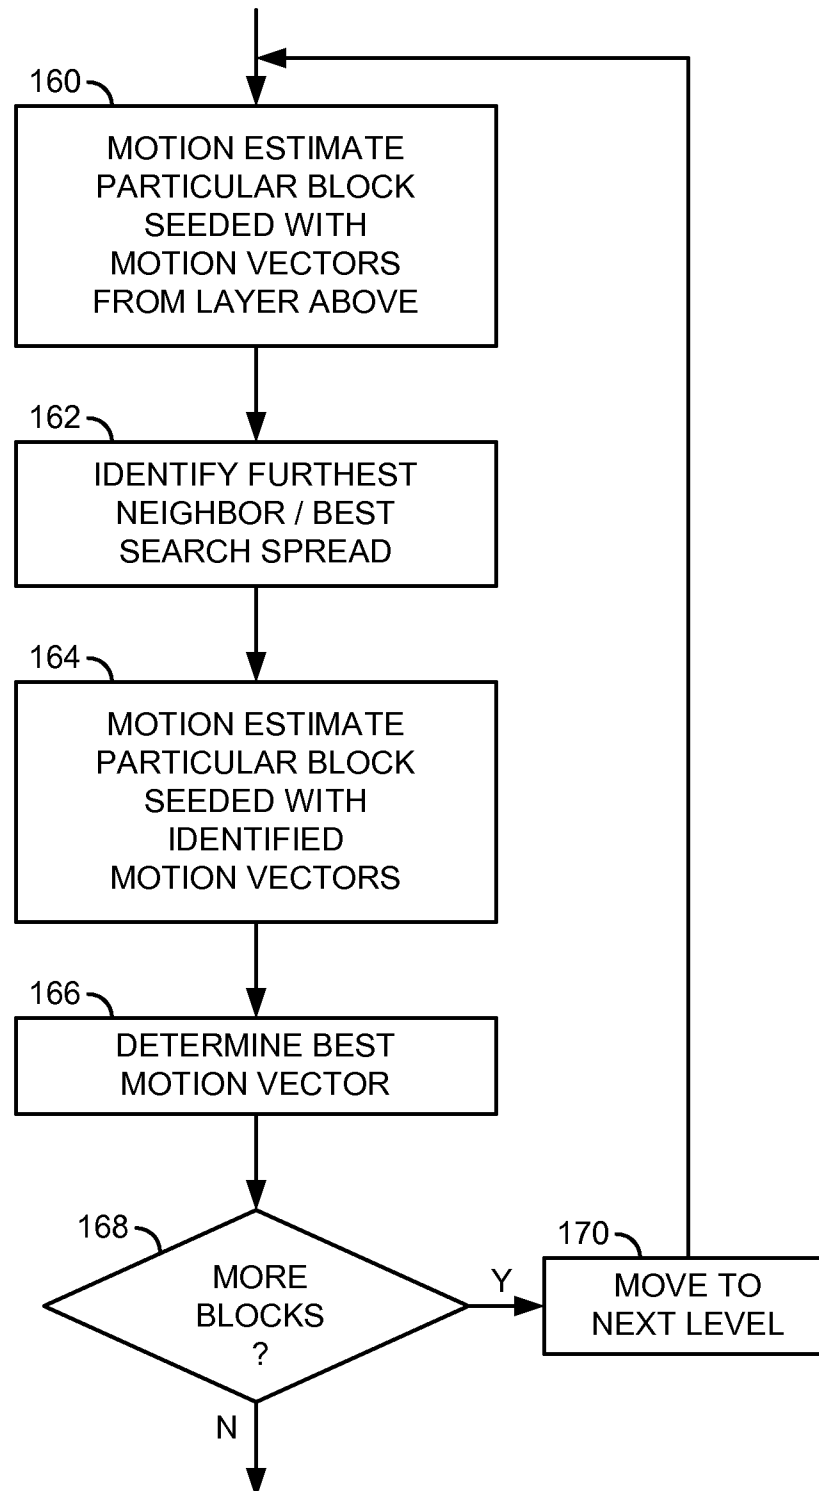 160
MOTION ESTIMATE
PARTICULAR BLOCK
SEEDED WITH
MOTION VECTORS
FROM LAYER ABOVE
162
IDENTIFY FURTHEST
NEIGHBOR / BEST
SEARCH SPREAD
164
MOTION ESTIMATE
PARTICULAR BLOCK
SEEDED WITH
IDENTIFIED
MOTION VECTORS
166
DETERMINE BEST
MOTION VECTOR
168
MORE
BLOCKS
?
Y
170
MOVE TO
NEXT LEVEL
N